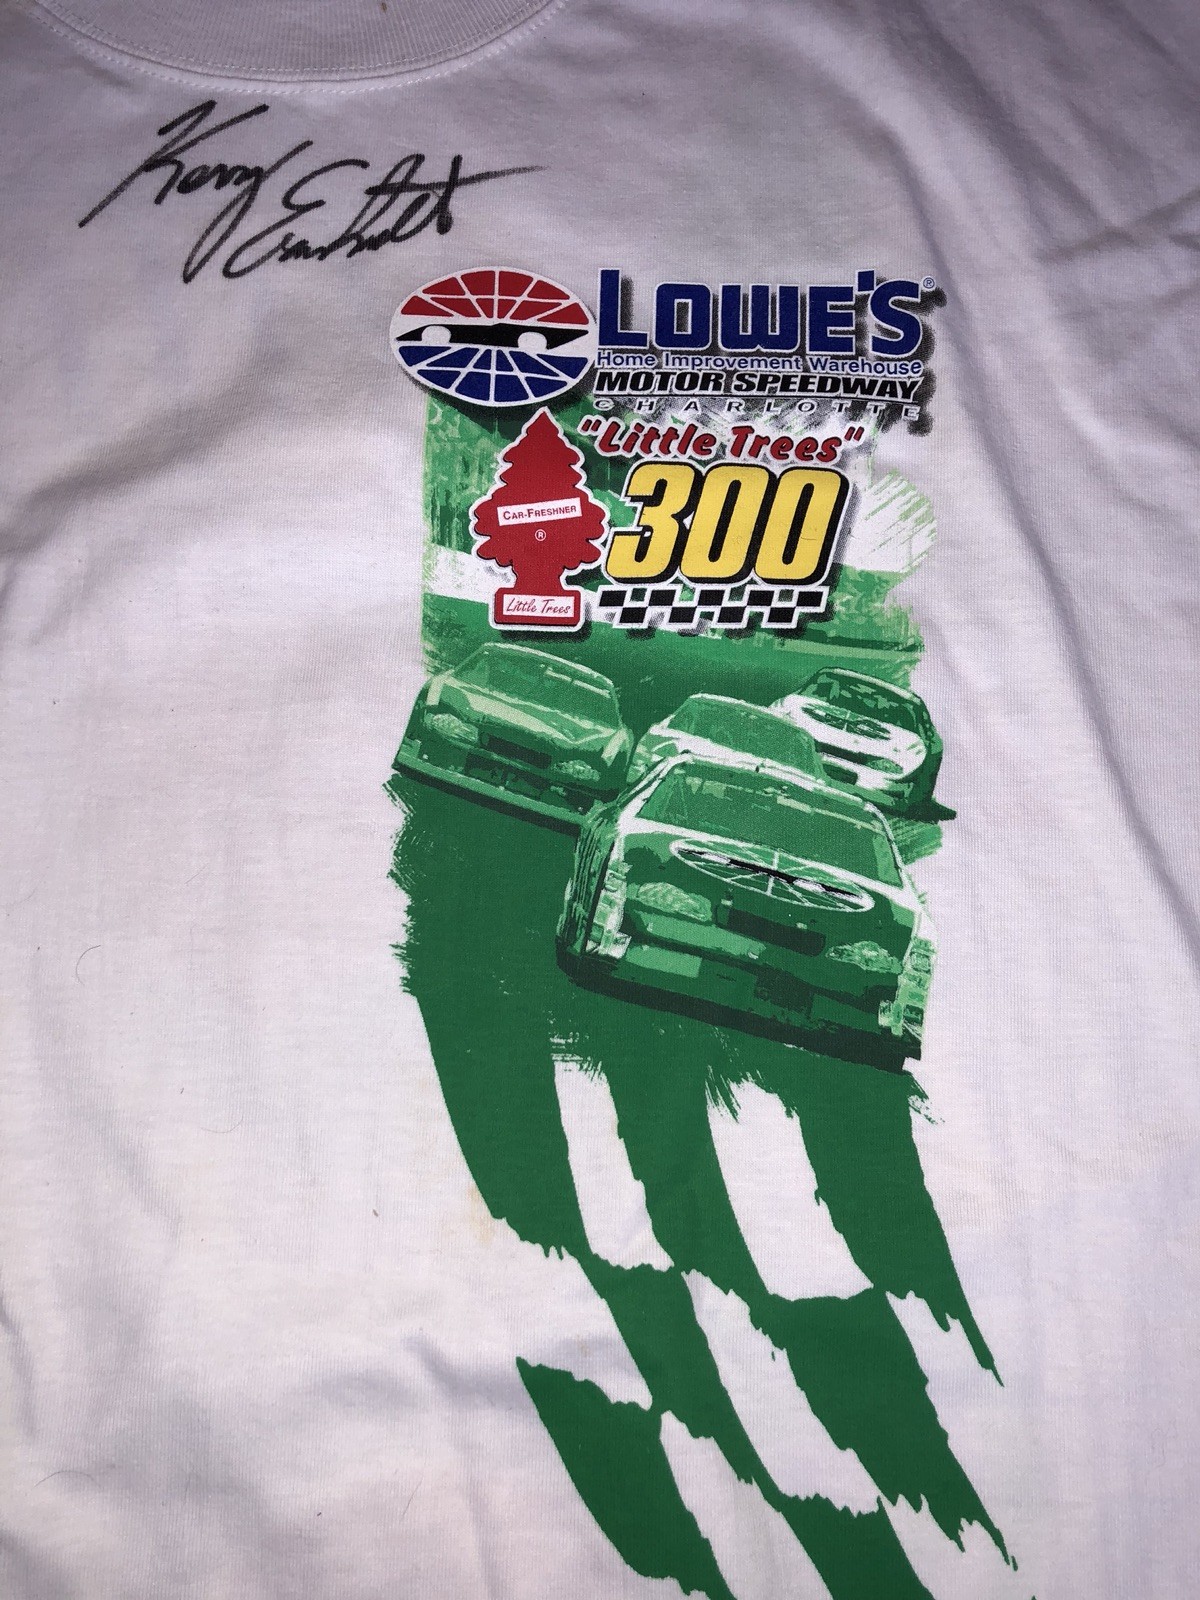 Kerry Earnhardt
LOWE'S®
Home Improvement Warehouse
MOTOR SPEEDWAY
CHARLOTTE
"Little Trees"
300
CAR-FRESHNER
®
Little Trees